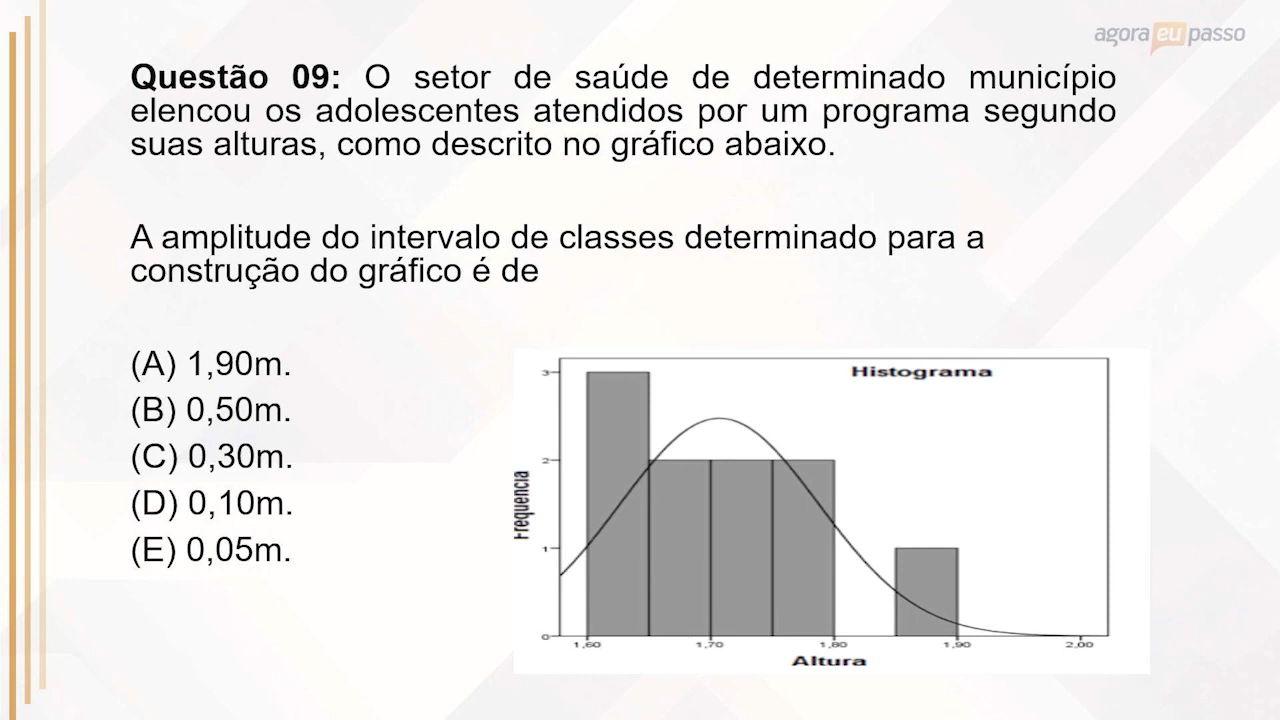 agora eu passo
Questão 09: O setor de saúde de determinado município
elencou os adolescentes atendidos por um programa segundo
suas alturas, como descrito no gráfico abaixo.
A amplitude do intervalo de classes determinado para a
construção do gráfico é de
(A) 1,90m.
(B) 0,50m.
(C) 0,30m.
(D) 0,10m.
(E) 0,05m.
Histograma
3
2
1
0
Frequencia
1,60 1,70 1,80 1,90 2,00
Altura